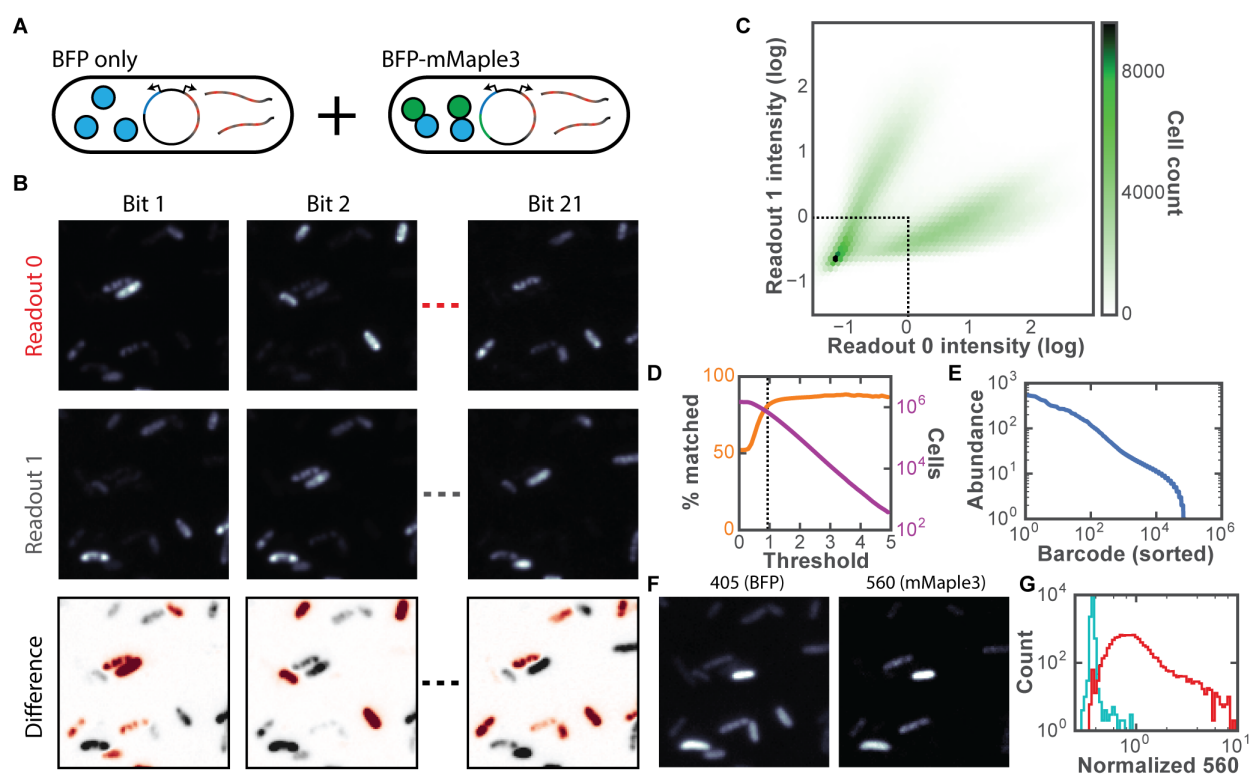 A
BFP only
BFP-mMaple3
B
Bit 1
Bit 2
Bit 21
Readout 0
Readout 1
Difference
C
Readout 1 intensity (log)
2
1
0
−1
−1
0
1
2
Readout 0 intensity (log)
8000
4000
0
Cell count
D
% matched
100
50
0
0
1
2
3
4
5
Threshold
10^6
10^4
10^2
Cells
E
Abundance
10^3
10^2
10^1
10^0
10^0
10^2
10^4
10^6
Barcode (sorted)
F
405 (BFP)
560 (mMaple3)
G
Count
10^4
10^2
10^0
10^0
10^1
Normalized 560